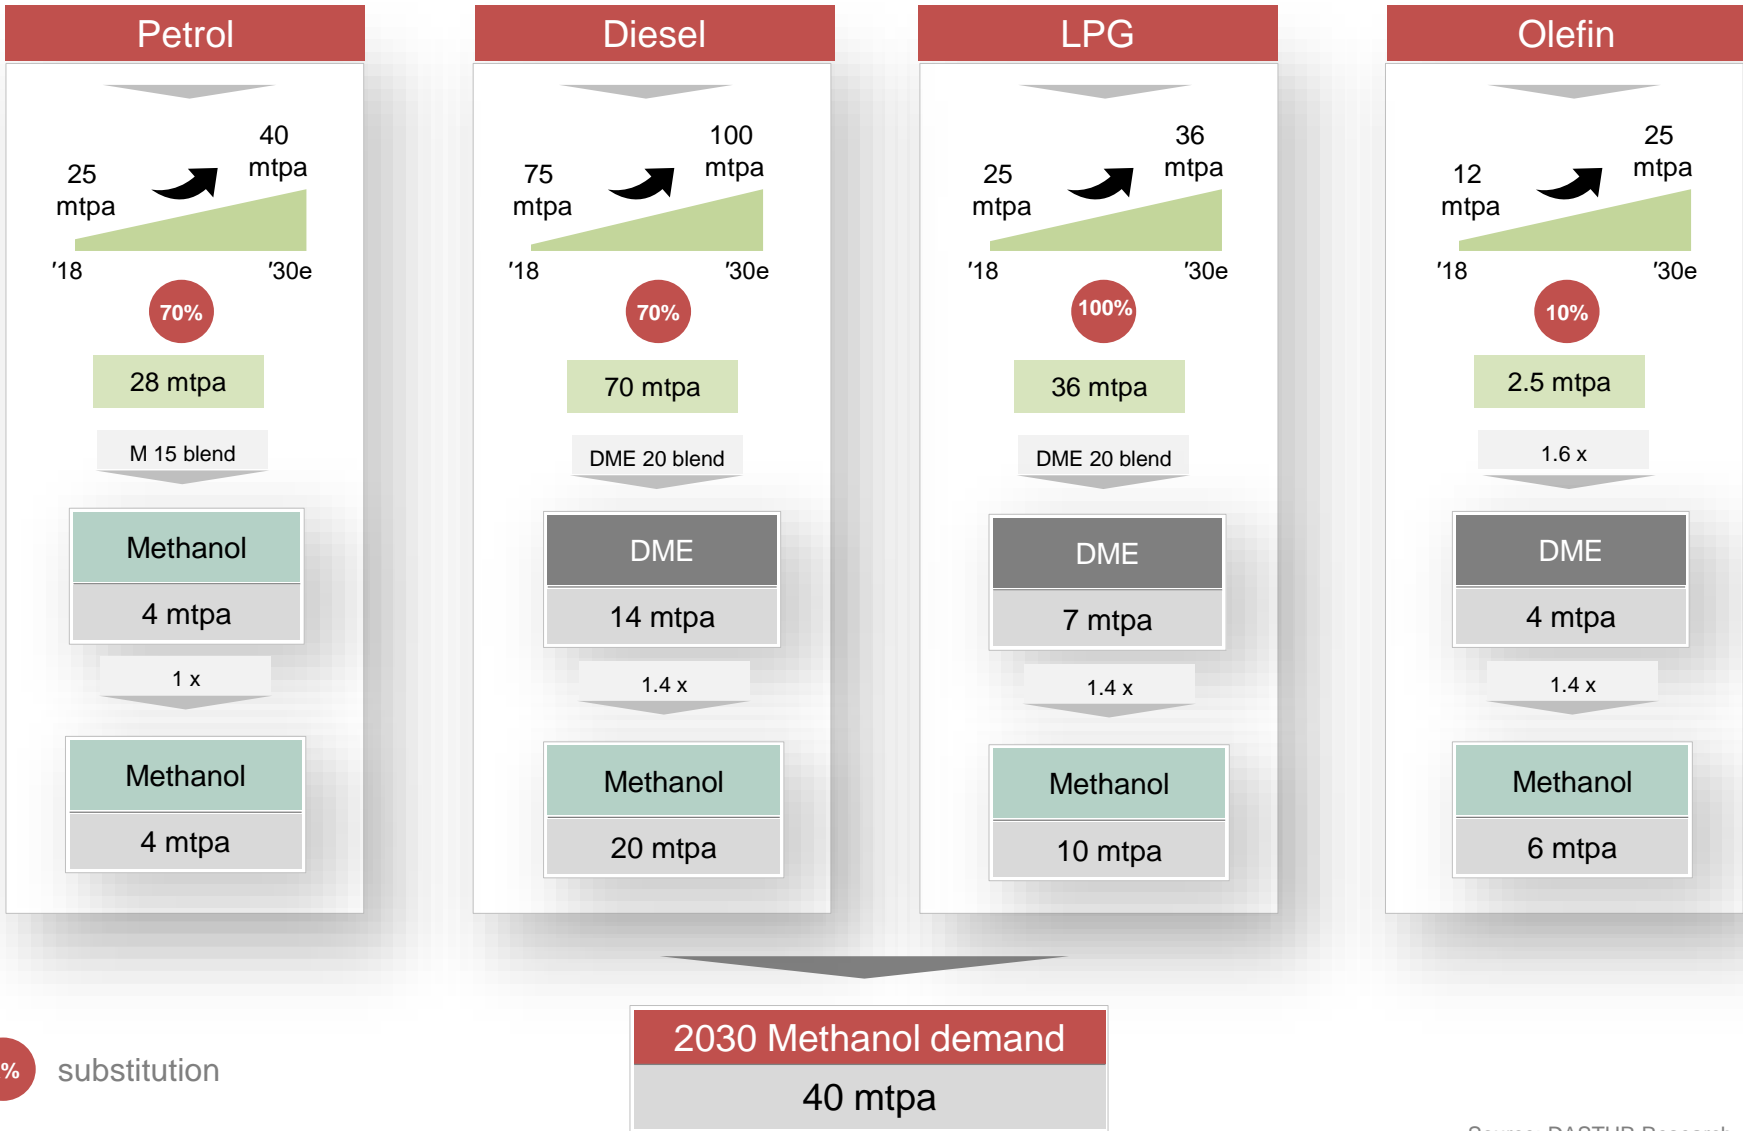 Petrol
25
mtpa
40
mtpa
'18
'30e
70%
28 mtpa
M 15 blend
Methanol
4 mtpa
1 x
Methanol
4 mtpa
Diesel
75
mtpa
100
mtpa
'18
'30e
70%
70 mtpa
DME 20 blend
DME
14 mtpa
1.4 x
Methanol
20 mtpa
LPG
25
mtpa
36
mtpa
'18
'30e
100%
36 mtpa
DME 20 blend
DME
7 mtpa
1.4 x
Methanol
10 mtpa
Olefin
12
mtpa
25
mtpa
'18
'30e
10%
2.5 mtpa
1.6 x
DME
4 mtpa
1.4 x
Methanol
6 mtpa
2030 Methanol demand
40 mtpa
% substitution
Source: DASTUR Research